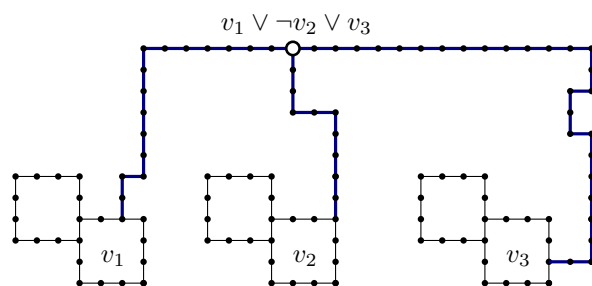 v₁ ∨ ¬v₂ ∨ v₃
v₁ v₂ v₃